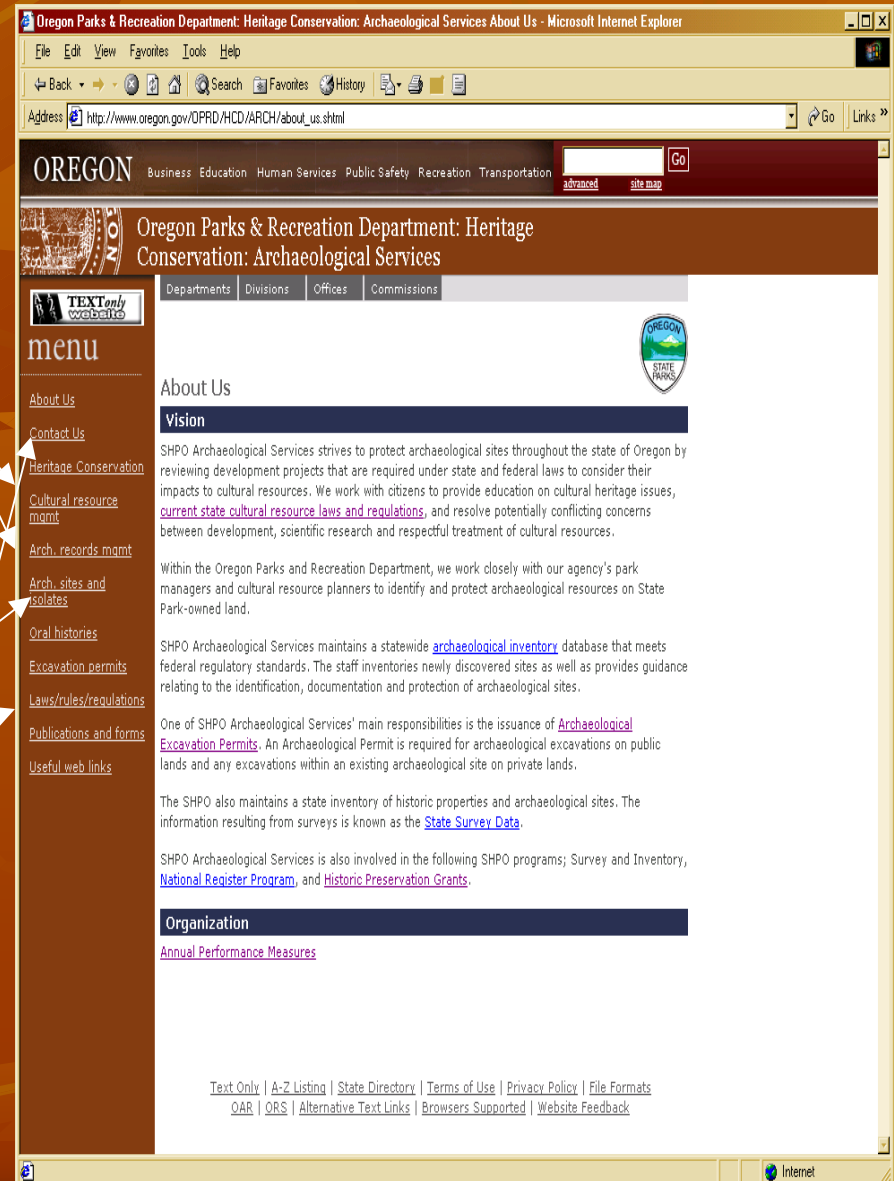 Oregon Parks & Recreation Department: Heritage Conservation: Archaeological Services About Us - Microsoft Internet Explorer
File Edit View Favorites Tools Help
Back Search Favorites History
Address http://www.oregon.gov/OPRD/HCD/ARCH/about_us.shtml Go Links »
OREGON Business Education Human Services Public Safety Recreation Transportation Go
advanced site map
Oregon Parks & Recreation Department: Heritage
Conservation: Archaeological Services
Departments Divisions Offices Commissions
TEXT only
website
menu
About Us
Contact Us
Heritage Conservation
Cultural resource
mgmt
Arch. records mgmt
Arch. sites and
isolates
Oral histories
Excavation permits
Laws/rules/regulations
Publications and forms
Useful web links
OREGON
STATE
PARKS
About Us
Vision
SHPO Archaeological Services strives to protect archaeological sites throughout the state of Oregon by
reviewing development projects that are required under state and federal laws to consider their
impacts to cultural resources. We work with citizens to provide education on cultural heritage issues,
current state cultural resource laws and regulations, and resolve potentially conflicting concerns
between development, scientific research and respectful treatment of cultural resources.
Within the Oregon Parks and Recreation Department, we work closely with our agency's park
managers and cultural resource planners to identify and protect archaeological resources on State
Park-owned land.
SHPO Archaeological Services maintains a statewide archaeological inventory database that meets
federal regulatory standards. The staff inventories newly discovered sites as well as provides guidance
relating to the identification, documentation and protection of archaeological sites.
One of SHPO Archaeological Services' main responsibilities is the issuance of Archaeological
Excavation Permits. An Archaeological Permit is required for archaeological excavations on public
lands and any excavations within an existing archaeological site on private lands.
The SHPO also maintains a state inventory of historic properties and archaeological sites. The
information resulting from surveys is known as the State Survey Data.
SHPO Archaeological Services is also involved in the following SHPO programs; Survey and Inventory,
National Register Program, and Historic Preservation Grants.
Organization
Annual Performance Measures
Text Only | A-Z Listing | State Directory | Terms of Use | Privacy Policy | File Formats
OAR | ORS | Alternative Text Links | Browsers Supported | Website Feedback
Internet